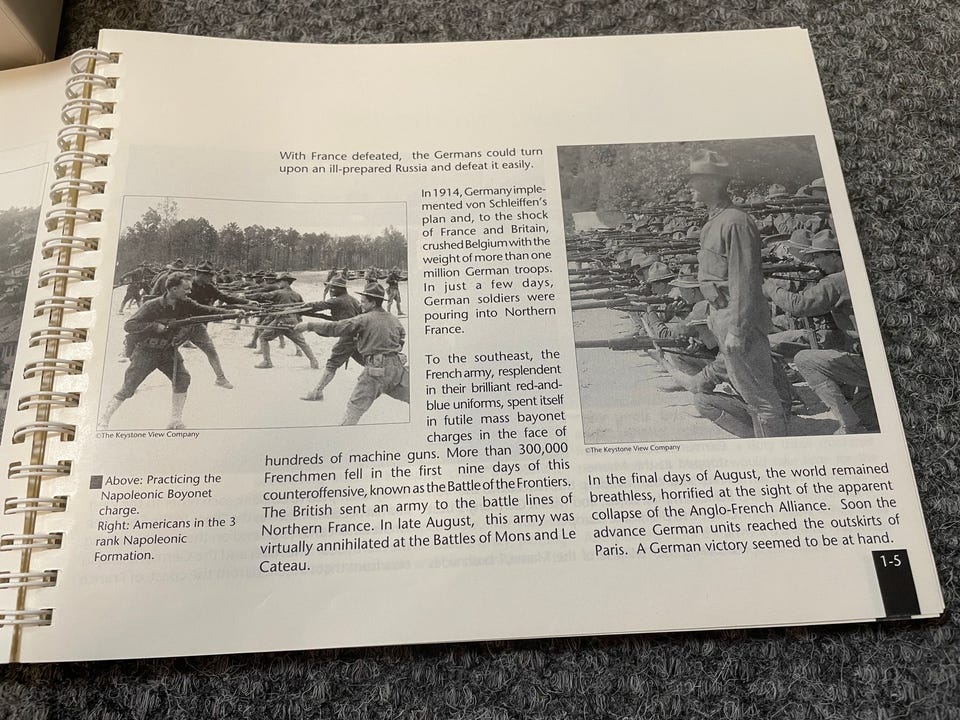 With France defeated, the Germans could turn
upon an ill-prepared Russia and defeat it easily.
In 1914, Germany imple-
mented von Schleiffen's
plan and, to the shock
of France and Britain,
crushed Belgium with the
weight of more than one
million German troops.
In just a few days,
German soldiers were
pouring into Northern
France.
To the southeast, the
French army, resplendent
in their brilliant red-and-
blue uniforms, spent itself
in futile mass bayonet
charges in the face of
hundreds of machine guns. More than 300,000
Frenchmen fell in the first nine days of this
counteroffensive, known as the Battle of the Frontiers.
The British sent an army to the battle lines of
Northern France. In late August, this army was
virtually annihilated at the Battles of Mons and Le
Cateau.
©The Keystone View Company
Above: Practicing the
Napoleonic Boyonet
charge.
Right: Americans in the 3
rank Napoleonic
Formation.
©The Keystone View Company
In the final days of August, the world remained
breathless, horrified at the sight of the apparent
collapse of the Anglo-French Alliance. Soon the
advance German units reached the outskirts of
Paris. A German victory seemed to be at hand.
1-5